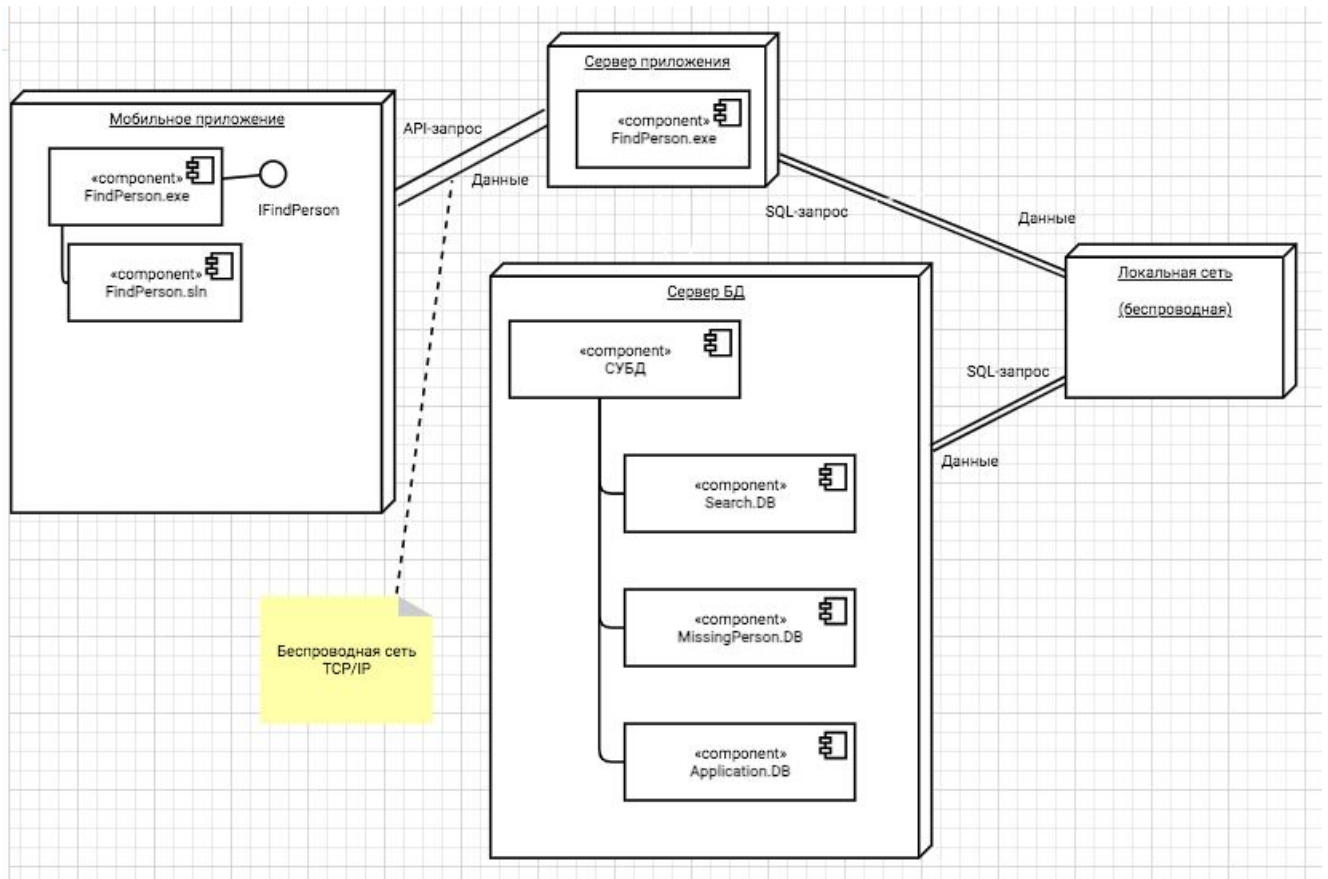 Мобильное приложение
«component»
FindPerson.exe
IFindPerson
«component»
FindPerson.sln
API-запрос
Данные
Сервер приложения
«component»
FindPerson.exe
SQL-запрос
Данные
Локальная сеть
(беспроводная)
SQL-запрос
Данные
Сервер БД
«component»
СУБД
«component»
Search.DB
«component»
MissingPerson.DB
«component»
Application.DB
Беспроводная сеть
TCP/IP